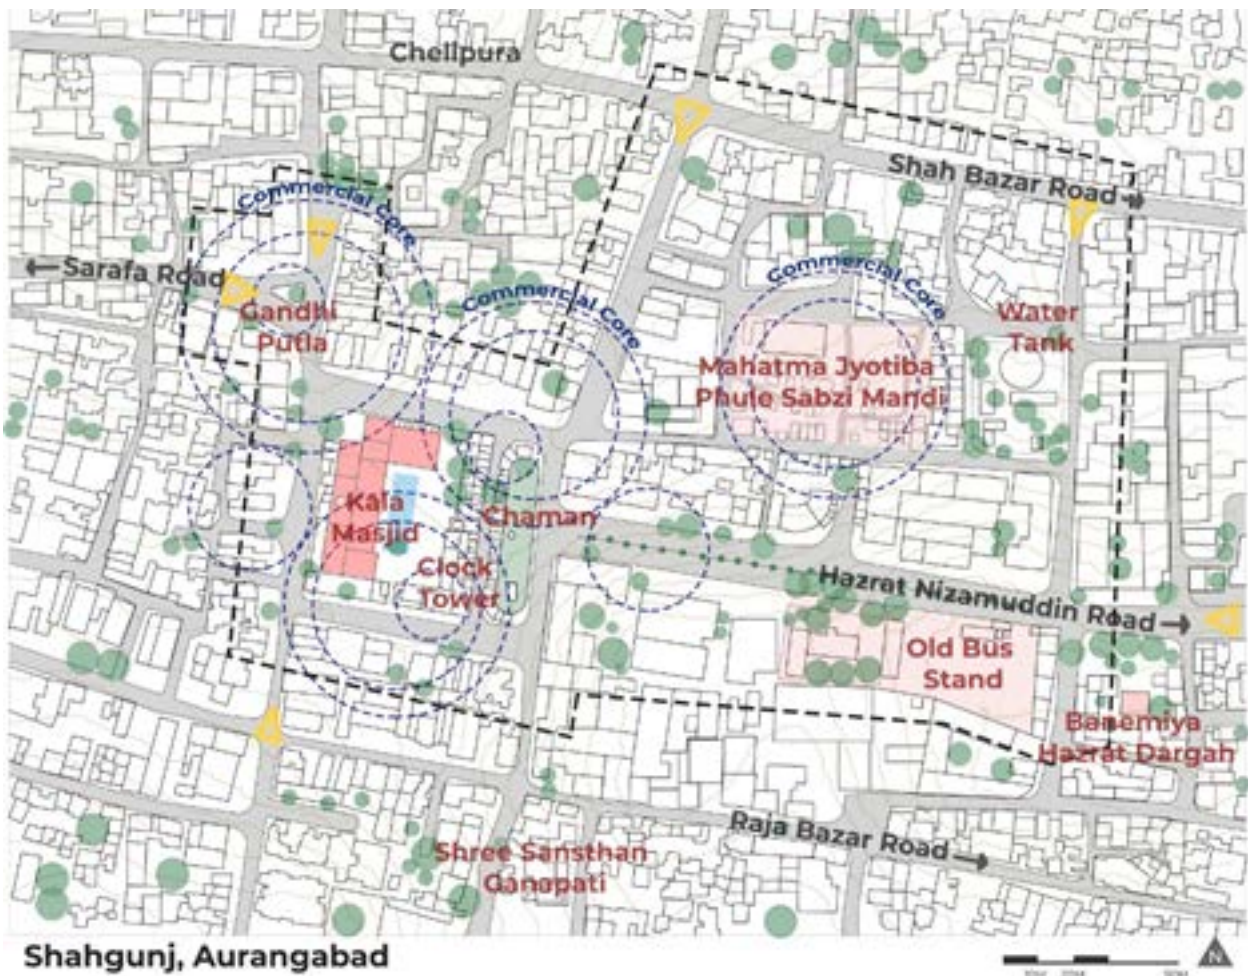 Chellpura
Shah Bazar Road
Commercial Core
Sarafa Road
Gandhi
Putla
Commercial Core
Commercial Core
Water
Tank
Mahatma Jyotiba
Phule Sabzi Mandi
Kala
Masjid
Chaman
Clock
Tower
Hazrat Nizamuddin Road
Old Bus
Stand
Banemiya
Hazrat Dargah
Raja Bazar Road
Shree Sansthan
Ganapati
Shahgunj, Aurangabad
N